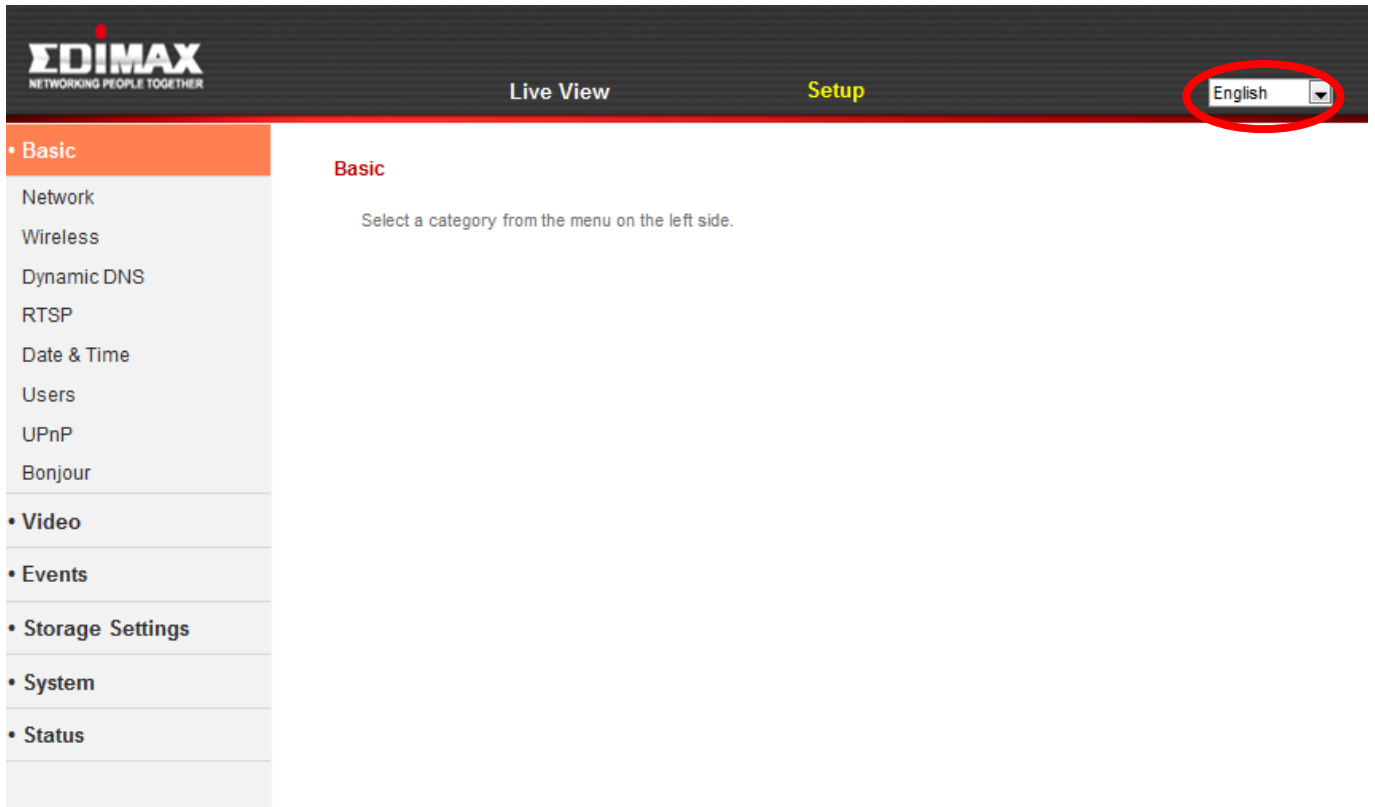 EDIMAX
NETWORKING PEOPLE TOGETHER
Live View
Setup
English
• Basic
Network
Wireless
Dynamic DNS
RTSP
Date & Time
Users
UPnP
Bonjour
• Video
• Events
• Storage Settings
• System
• Status
Basic
Select a category from the menu on the left side.